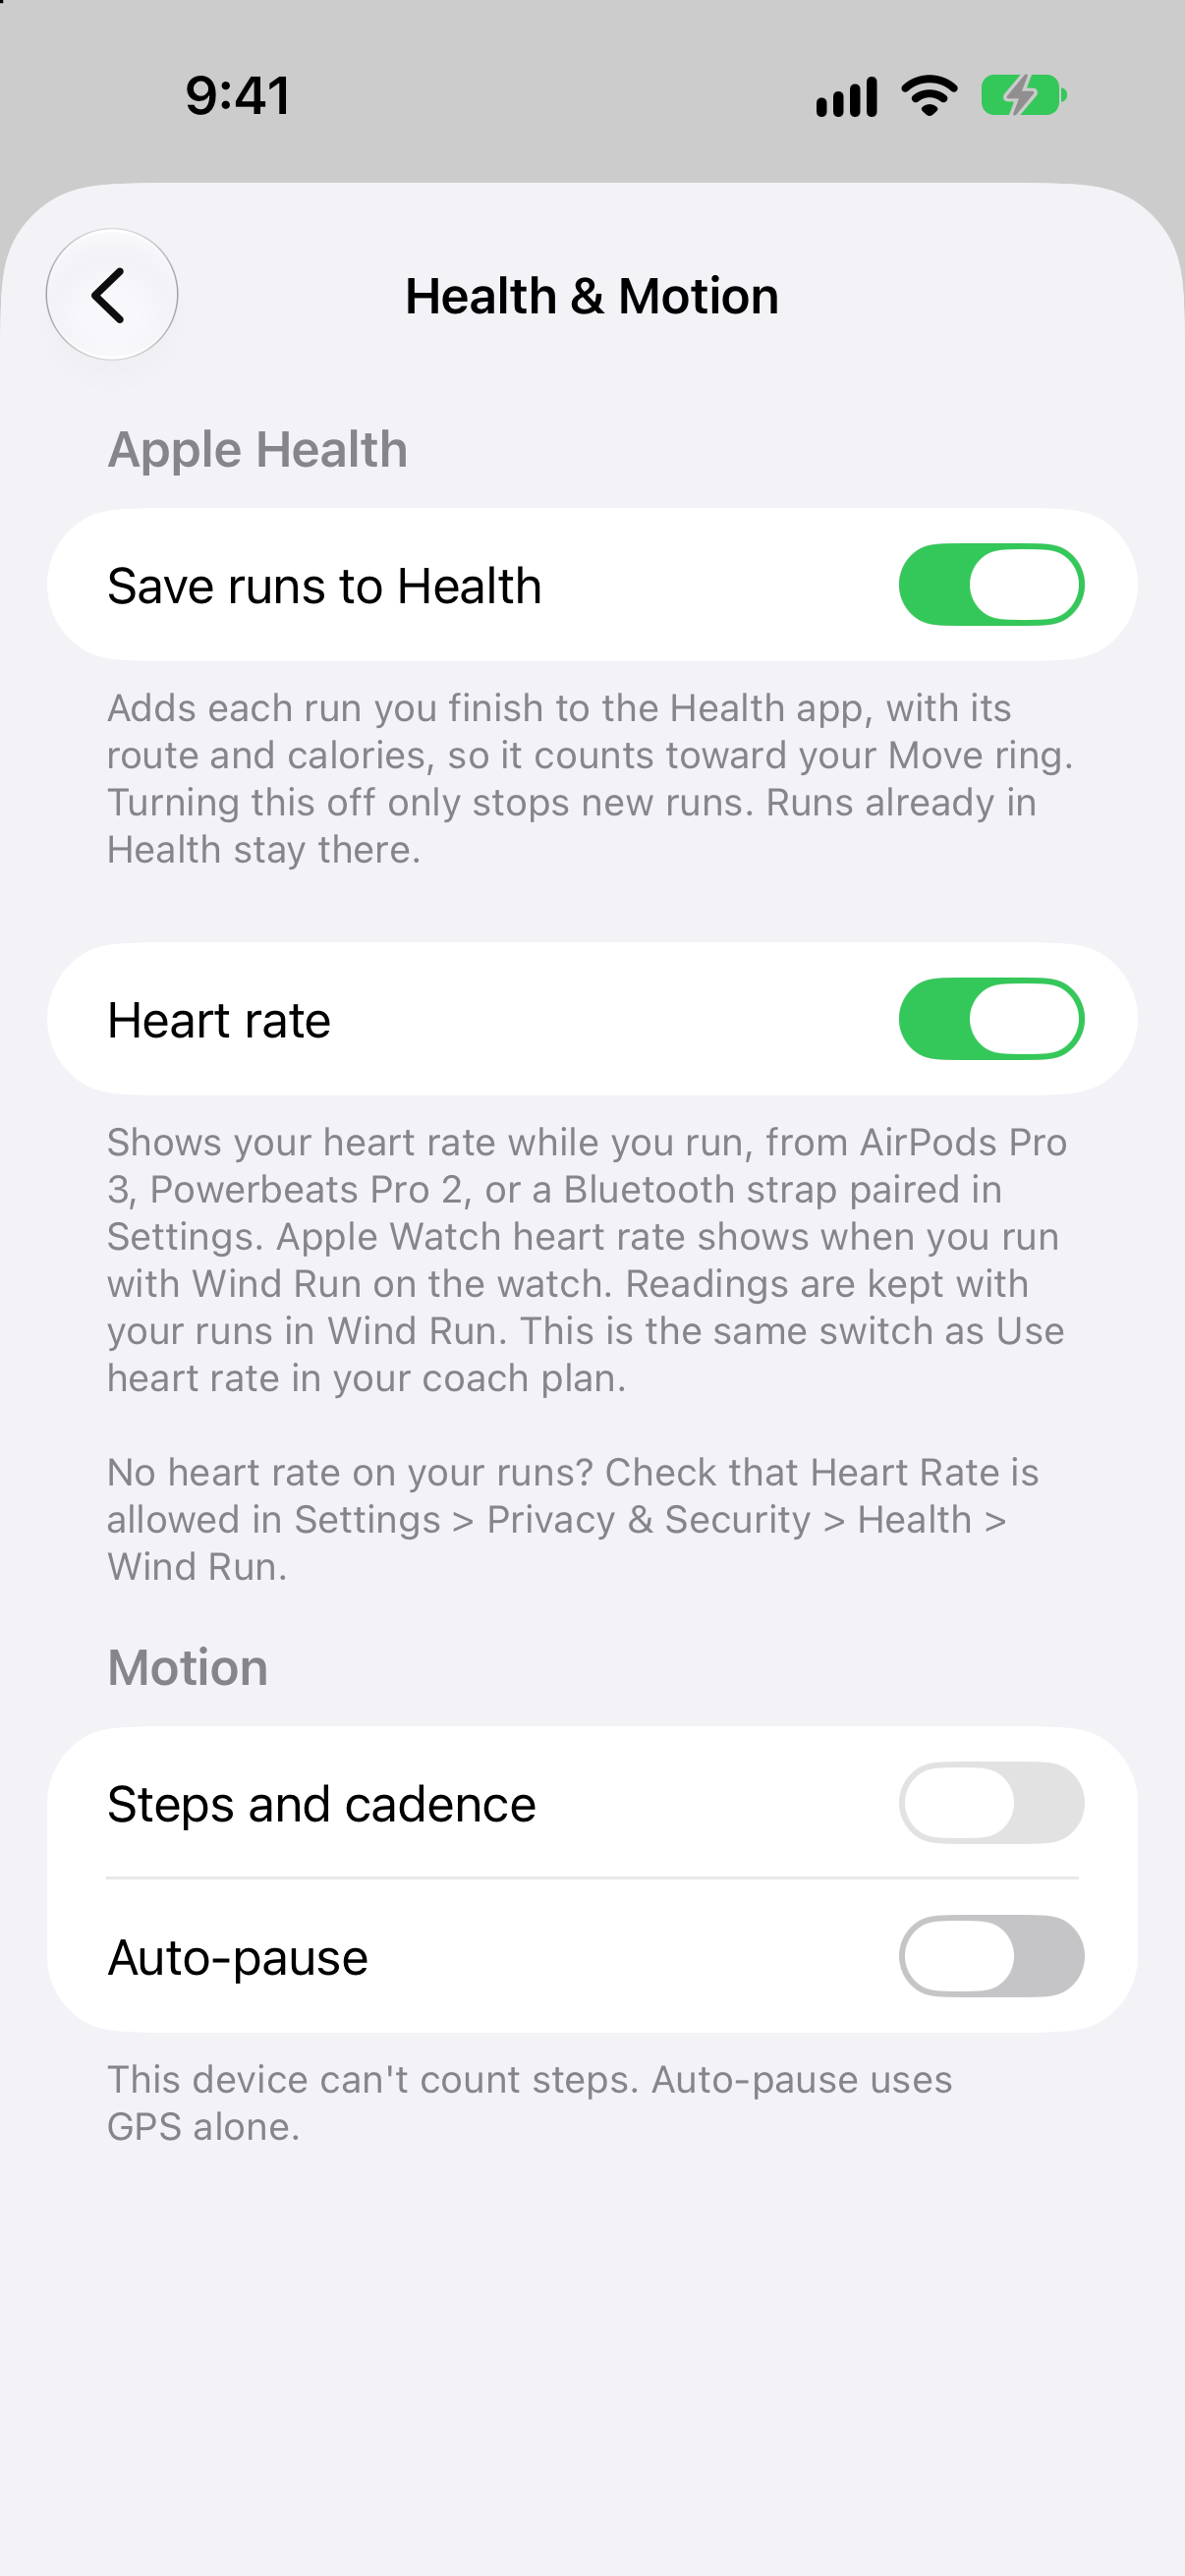 9:41
Health & Motion
Apple Health
Save runs to Health
Adds each run you finish to the Health app, with its
route and calories, so it counts toward your Move ring.
Turning this off only stops new runs. Runs already in
Health stay there.
Heart rate
Shows your heart rate while you run, from AirPods Pro
3, Powerbeats Pro 2, or a Bluetooth strap paired in
Settings. Apple Watch heart rate shows when you run
with Wind Run on the watch. Readings are kept with
your runs in Wind Run. This is the same switch as Use
heart rate in your coach plan.
No heart rate on your runs? Check that Heart Rate is
allowed in Settings > Privacy & Security > Health >
Wind Run.
Motion
Steps and cadence
Auto-pause
This device can't count steps. Auto-pause uses
GPS alone.